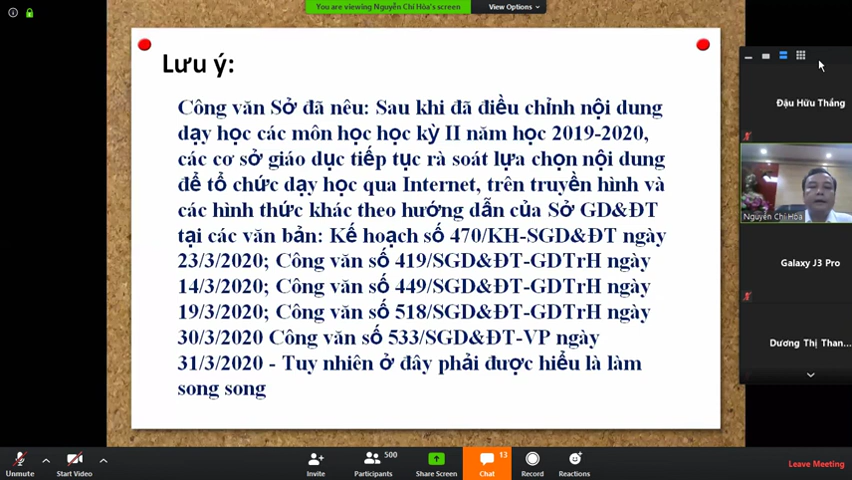 You are viewing Nguyễn Chí Hòa's screen
View Options
Lưu ý:
Công văn Sở đã nêu: Sau khi đã điều chỉnh nội dung
dạy học các môn học học kỳ II năm học 2019-2020,
các cơ sở giáo dục tiếp tục rà soát lựa chọn nội dung
để tổ chức dạy học qua Internet, trên truyền hình và
các hình thức khác theo hướng dẫn của Sở GD&ĐT
tại các văn bản: Kế hoạch số 470/KH-SGD&ĐT ngày
23/3/2020; Công văn số 419/SGD&ĐT-GDTrH ngày
14/3/2020; Công văn số 449/SGD&ĐT-GDTrH ngày
19/3/2020; Công văn số 518/SGD&ĐT-GDTrH ngày
30/3/2020 Công văn số 533/SGD&ĐT-VP ngày
31/3/2020 - Tuy nhiên ở đây phải được hiểu là làm
song song
Đậu Hữu Thắng
Nguyễn Chí Hòa
Galaxy J3 Pro
Dương Thị Than...
Unmute
Start Video
Invite
500
Participants
Share Screen
13
Chat
Record
Reactions
Leave Meeting